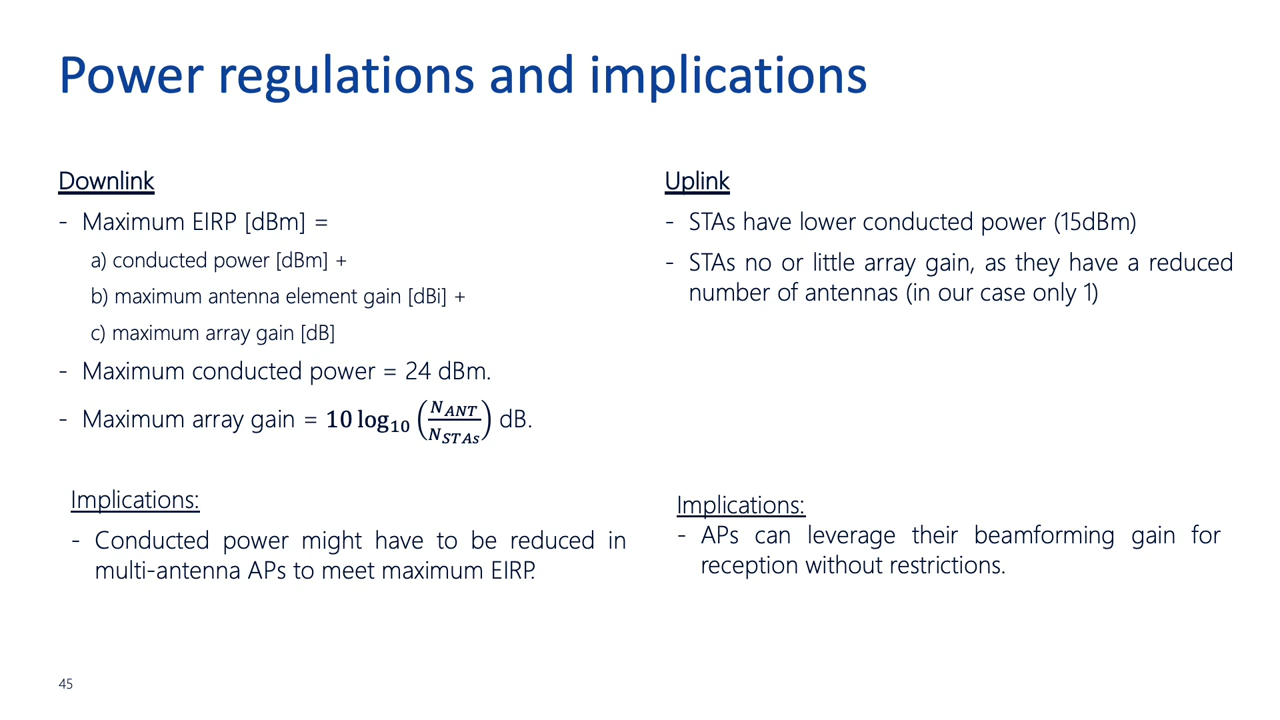 Power regulations and implications
Downlink
- Maximum EIRP [dBm] =
a) conducted power [dBm] +
b) maximum antenna element gain [dBi] +
c) maximum array gain [dB]
- Maximum conducted power = 24 dBm.
- Maximum array gain = 10 log₁₀ (N_ANT / N_STAs) dB.
Implications:
- Conducted power might have to be reduced in
multi-antenna APs to meet maximum EIRP.
Uplink
- STAs have lower conducted power (15dBm)
- STAs no or little array gain, as they have a reduced
number of antennas (in our case only 1)
Implications:
- APs can leverage their beamforming gain for
reception without restrictions.
45